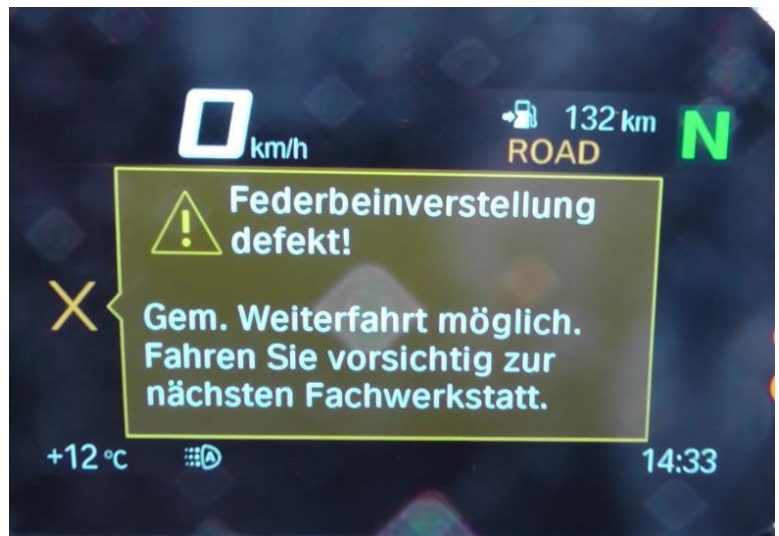 0 km/h
132 km
ROAD
N
Federbeinverstellung
defekt!
Gem. Weiterfahrt möglich.
Fahren Sie vorsichtig zur
nächsten Fachwerkstatt.
+12 °C
A
14:33